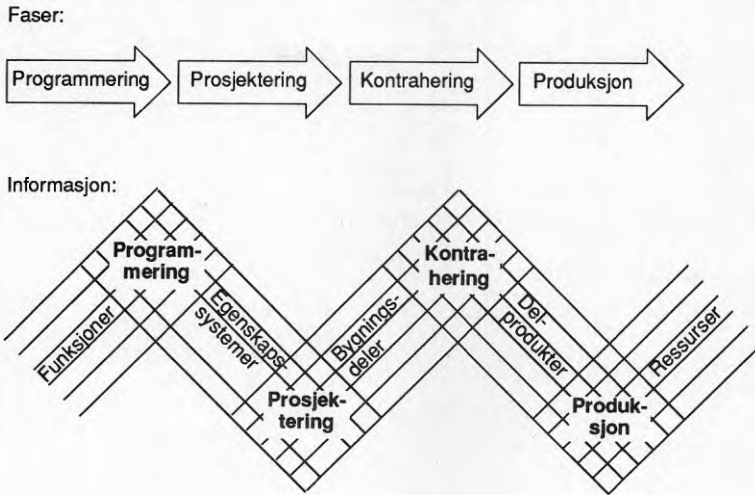 Faser:
Programmering
Prosjektering
Kontrahering
Produksjon
Informasjon:
Program-
mering
Kontra-
hering
Funksjoner
Egenskaps-
systemer
Bygnings-
deler
Del-
produkter
Ressurser
Prosjek-
tering
Produk-
sjon